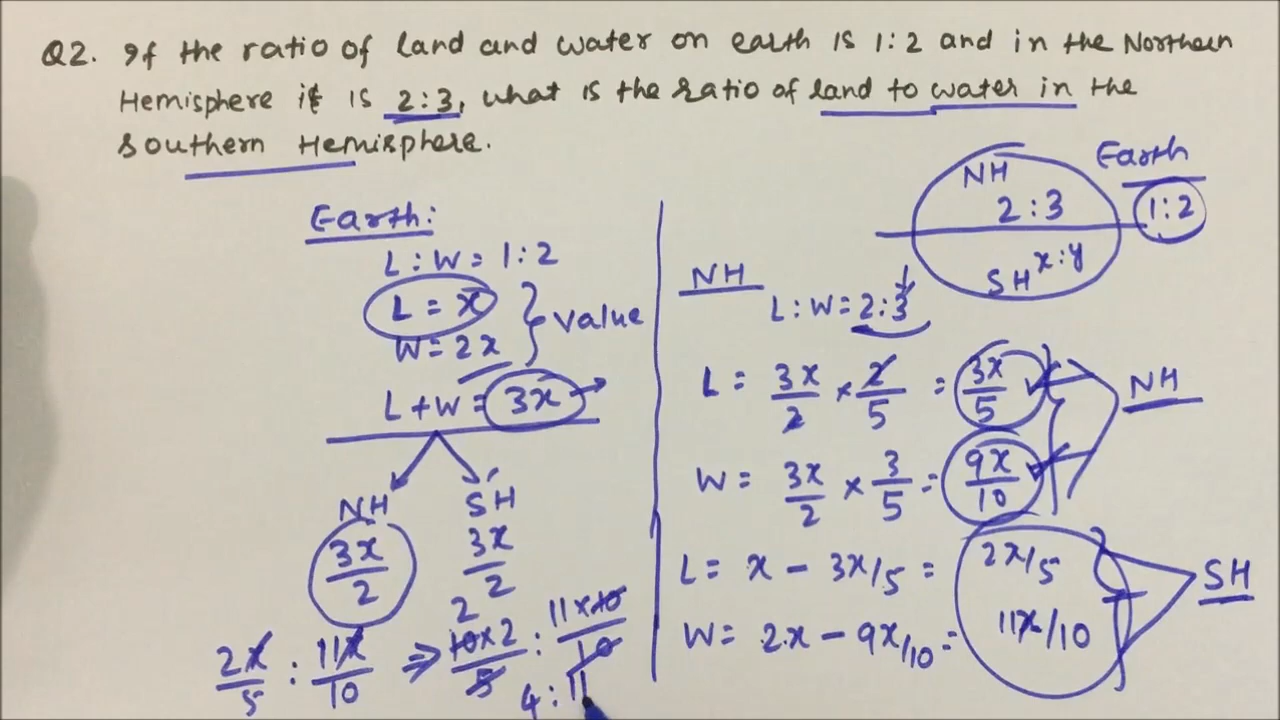 Q2. If the ratio of land and water on earth is 1:2 and in the Northern
Hemisphere it is 2:3, what is the ratio of land to water in the
Southern Hemisphere.
Earth:
L:W = 1:2
L = x
W = 2x
Value
L+W = 3x
NH
SH
3x/2
3x/2
2x/5 : 11x/10 ⇒ 10×2/5 : 11×10/10
2
4:11
Earth
1:2
NH
2:3
SH x:y
NH
L:W = 2:3
L = 3x/2 × 2/5 = 3x/5
W = 3x/2 × 3/5 = 9x/10
NH
L = x - 3x/5 = 2x/5
W = 2x - 9x/10 = 11x/10
SH